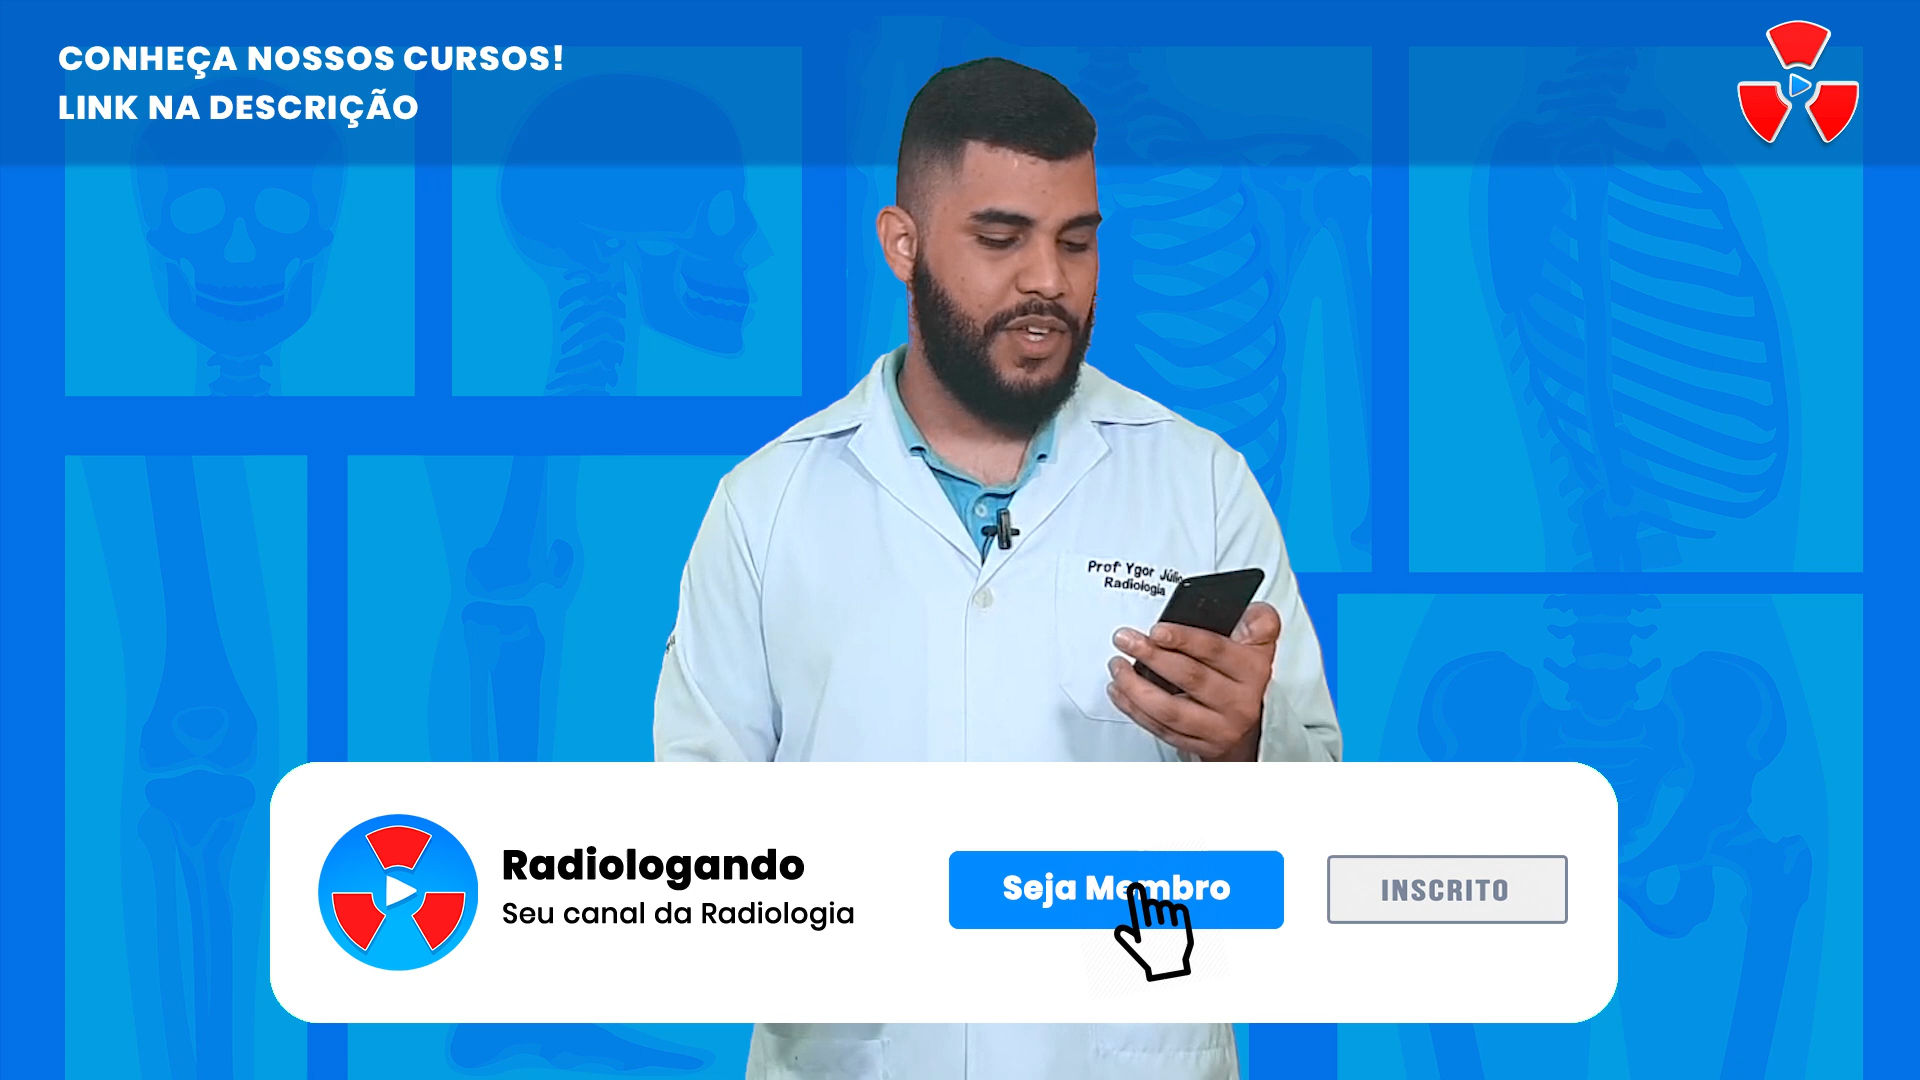 CONHEÇA NOSSOS CURSOS!
LINK NA DESCRIÇÃO
Prof Ygor
Radiologia
Radiologando
Seu canal da Radiologia
Seja Membro
INSCRITO